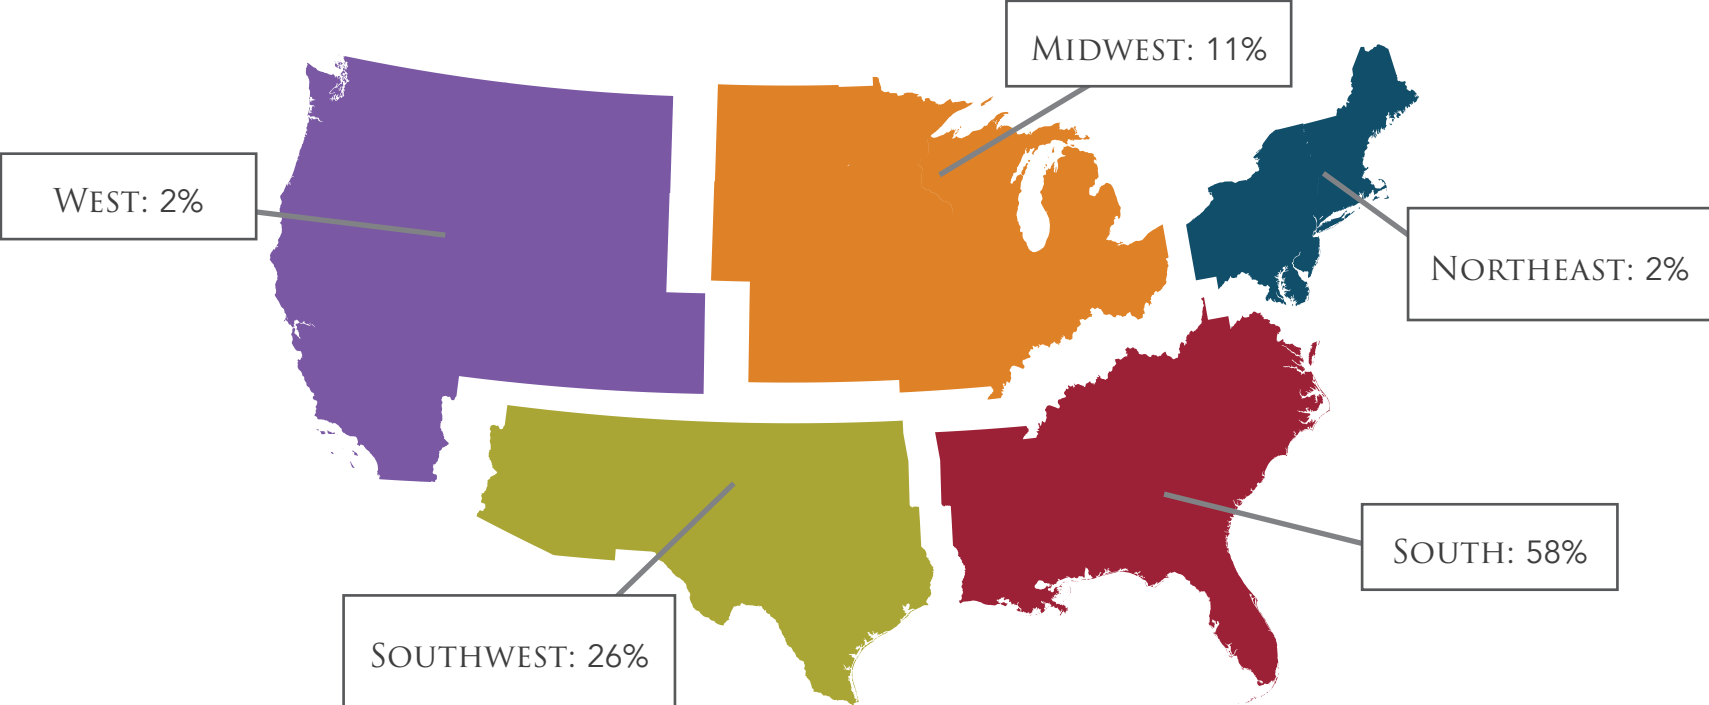 MIDWEST: 11%
WEST: 2%
NORTHEAST: 2%
SOUTH: 58%
SOUTHWEST: 26%